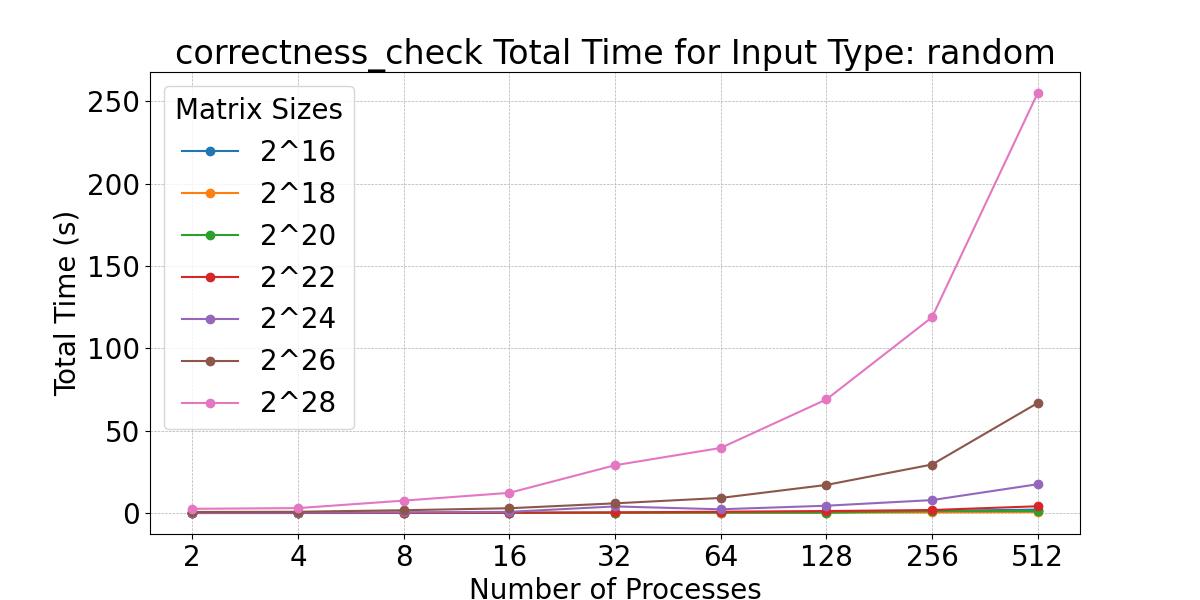 correctness_check Total Time for Input Type: random
Total Time (s)
250
200
150
100
50
0
Matrix Sizes
2^16
2^18
2^20
2^22
2^24
2^26
2^28
2 4 8 16 32 64 128 256 512
Number of Processes